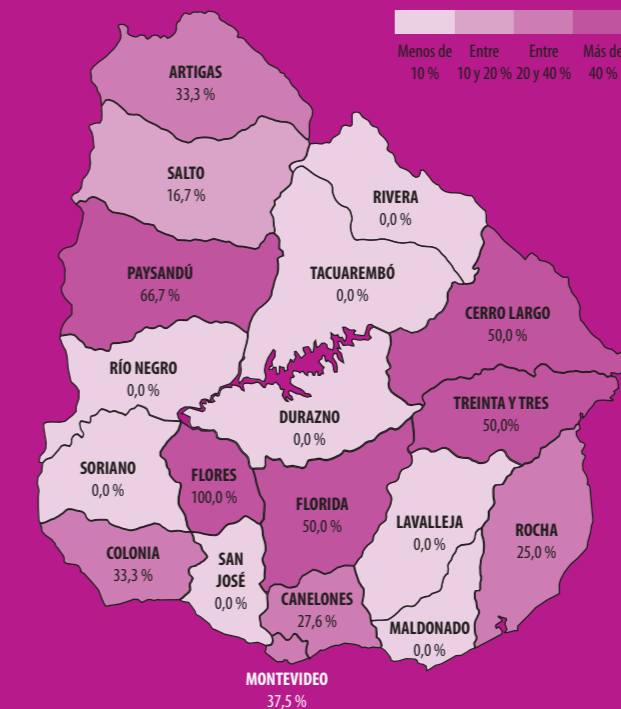 Menos de
10 %
Entre
10 y 20 %
Entre
20 y 40 %
Más de
40 %
ARTIGAS
33,3 %
SALTO
16,7 %
RIVERA
0,0 %
PAYSANDÚ
66,7 %
TACUAREMBÓ
0,0 %
CERRO LARGO
50,0 %
RÍO NEGRO
0,0 %
DURAZNO
0,0 %
TREINTA Y TRES
50,0%
SORIANO
0,0 %
FLORES
100,0 %
FLORIDA
50,0 %
LAVALLEJA
0,0 %
ROCHA
25,0 %
COLONIA
33,3 %
SAN
JOSÉ
0,0 %
CANELONES
27,6 %
MALDONADO
0,0 %
MONTEVIDEO
37,5 %